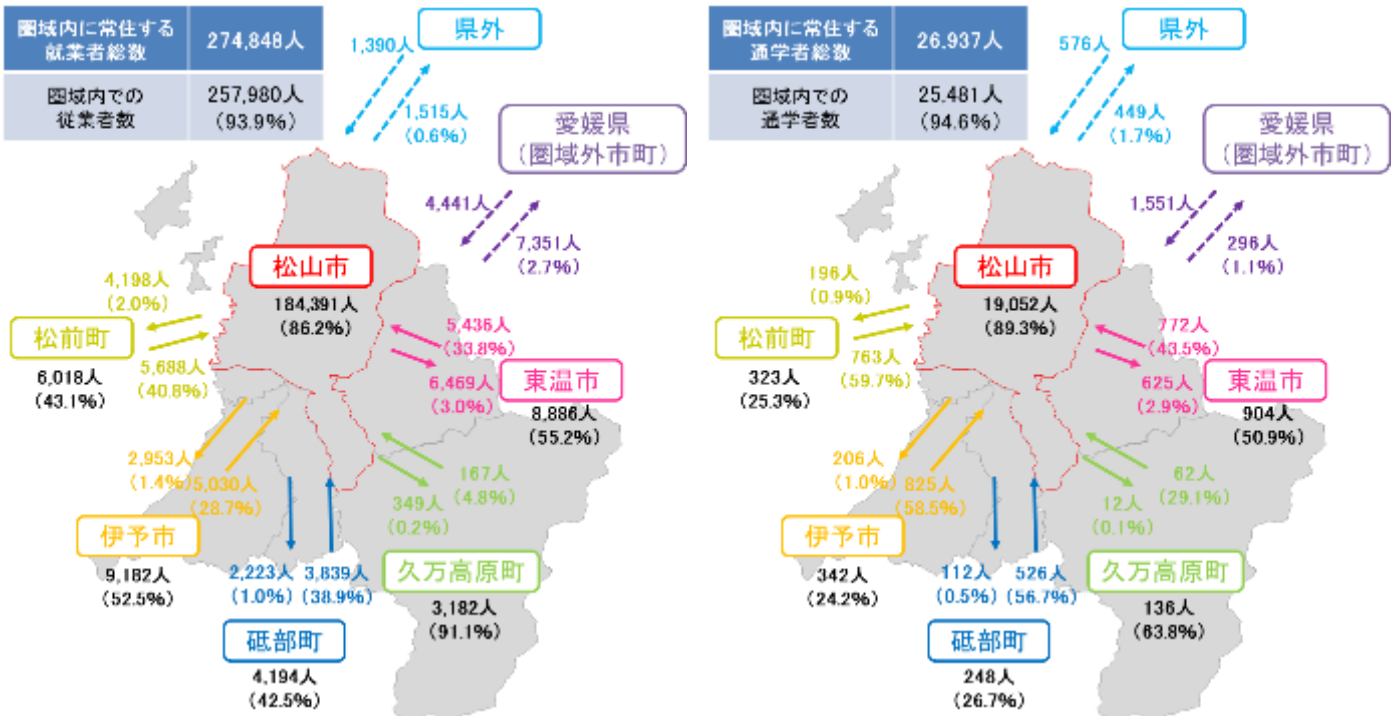 圏域内に常住する
就業者総数
274,848人
圏域内での
従業者数
257,980人
(93.9%)
県外
1,390人
1,515人
(0.6%)
愛媛県
(圏域外市町)
4,441人
7,351人
(2.7%)
松山市
184,391人
(86.2%)
4,198人
(2.0%)
松前町
6,018人
(43.1%)
5,688人
(40.8%)
5,436人
(33.8%)
6,469人
(3.0%)
東温市
8,886人
(55.2%)
2,953人
(1.4%)
5,030人
(28.7%)
167人
(4.8%)
349人
(0.2%)
伊予市
9,182人
(52.5%)
2,223人
(1.0%)
3,839人
(38.9%)
久万高原町
3,182人
(91.1%)
砥部町
4,194人
(42.5%)
圏域内に常住する
通学者総数
26.937人
圏域内での
通学者数
25.481人
(94.6%)
県外
576人
449人
(1.7%)
愛媛県
(圏域外市町)
1,551人
296人
(1.1%)
松山市
19,052人
(89.3%)
196人
(0.9%)
松前町
323人
(25.3%)
763人
(59.7%)
772人
(43.5%)
625人
(2.9%)
東温市
904人
(50.9%)
206人
(1.0%)
825人
(58.5%)
62人
(29.1%)
12人
(0.1%)
伊予市
342人
(24.2%)
112人
(0.5%)
526人
(56.7%)
久万高原町
136人
(63.8%)
砥部町
248人
(26.7%)